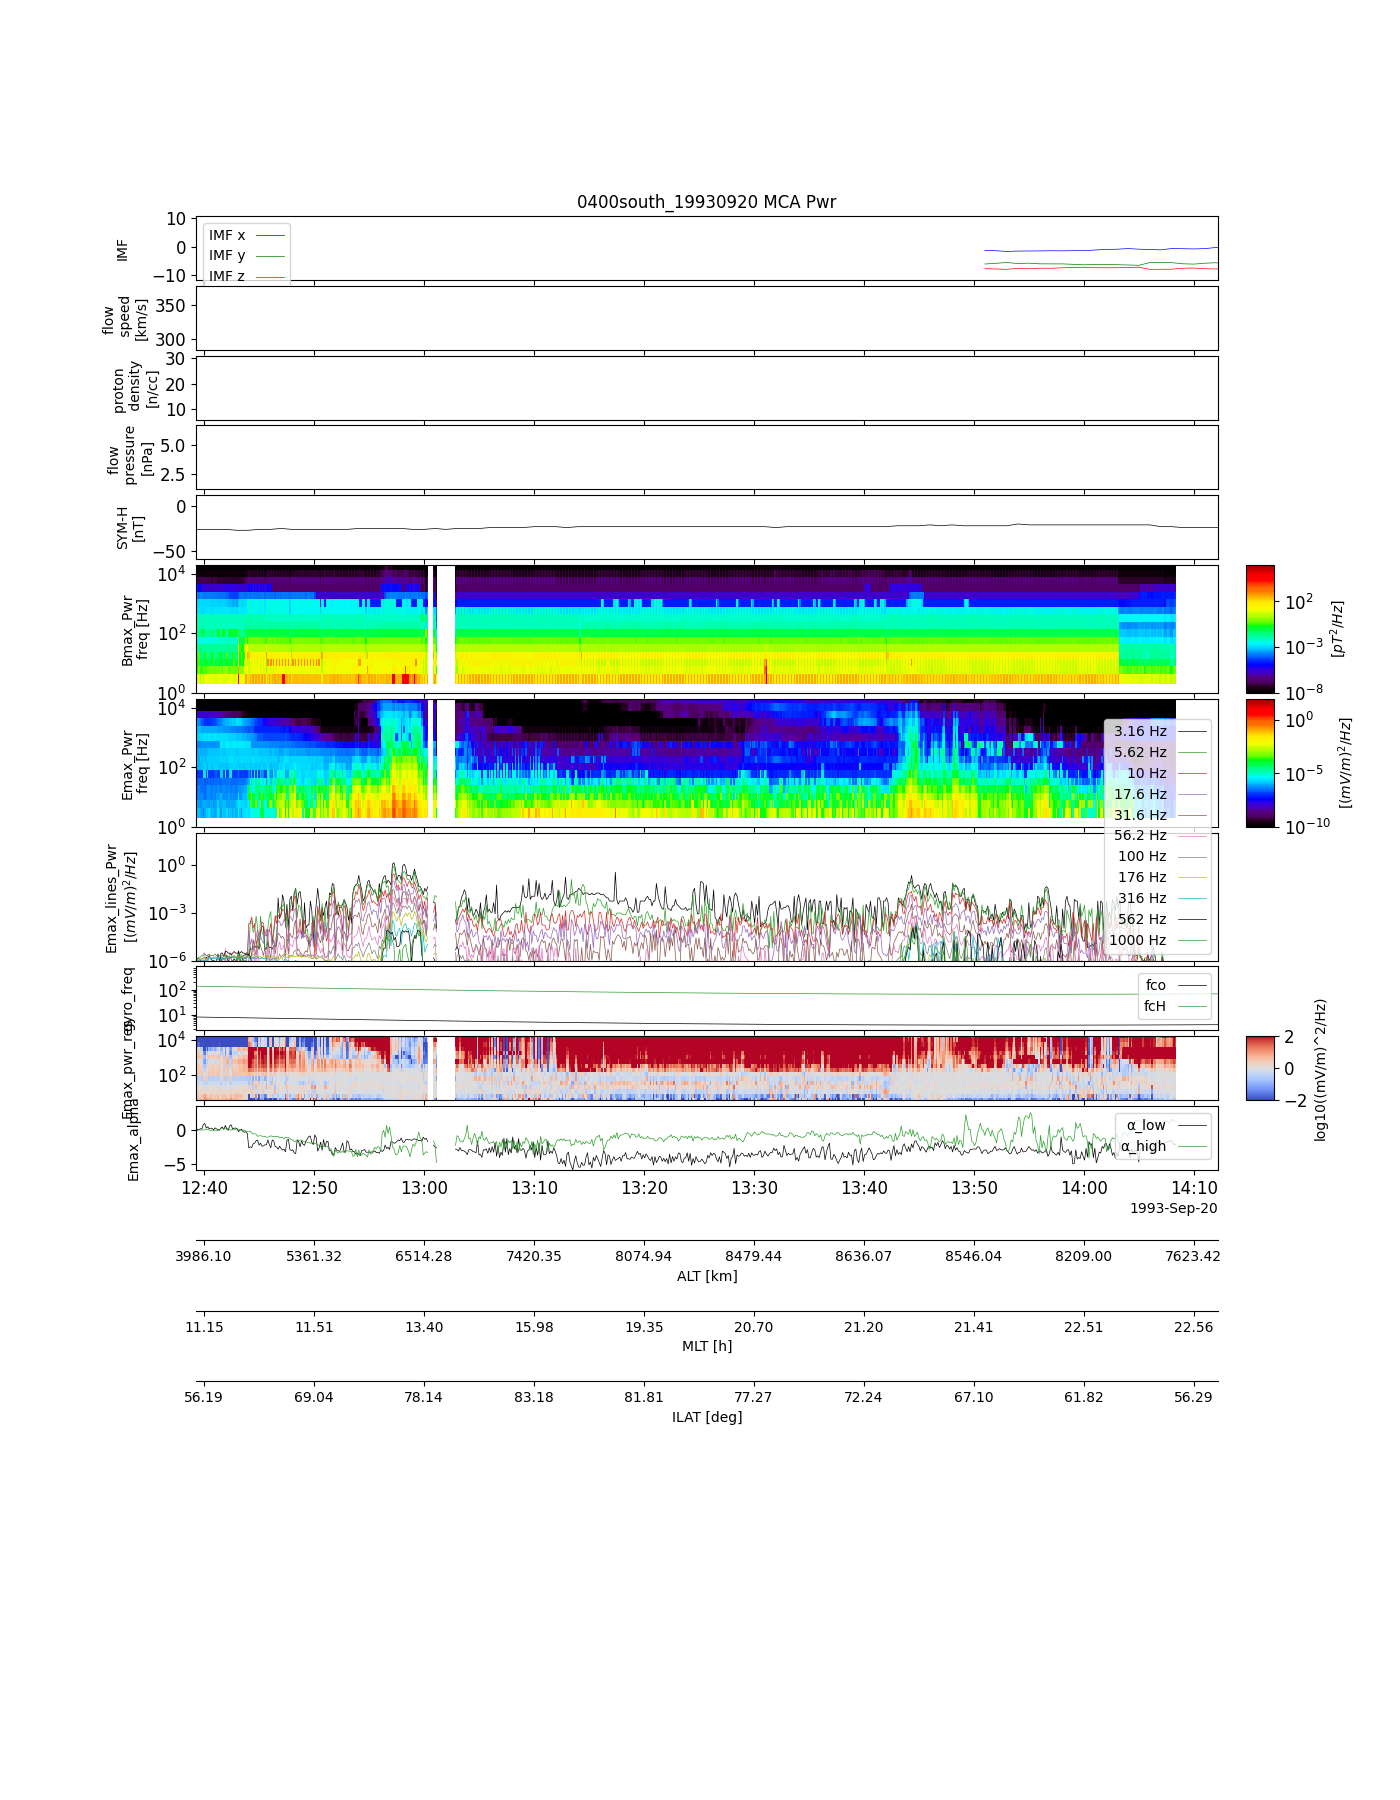 0400south_19930920 MCA Pwr
IMF
10
0
−10
IMF x
IMF y
IMF z
flow
speed
[km/s]
350
300
proton
density
[n/cc]
30
20
10
flow
pressure
[nPa]
5.0
2.5
SYM-H
[nT]
0
−50
Bmax_Pwr
freq [Hz]
10^4
10^2
10^0
10^2
10^−3
10^−8
[pT^2/Hz]
Emax_Pwr
freq [Hz]
10^4
10^2
10^0
10^0
10^−5
10^−10
[(mV/m)^2/Hz]
3.16 Hz
5.62 Hz
10 Hz
17.6 Hz
31.6 Hz
56.2 Hz
100 Hz
176 Hz
316 Hz
562 Hz
1000 Hz
Emax_lines_Pwr
[(mV/m)^2/Hz]
10^0
10^−3
10^−6
gyro_freq
10^2
10^1
fco
fcH
Emax_pwr_res
10^4
10^2
2
0
−2
log10((mV/m)^2/Hz)
Emax_alpha
0
−5
α_low
α_high
12:40 12:50 13:00 13:10 13:20 13:30 13:40 13:50 14:00 14:10
1993-Sep-20
3986.10 5361.32 6514.28 7420.35 8074.94 8479.44 8636.07 8546.04 8209.00 7623.42
ALT [km]
11.15 11.51 13.40 15.98 19.35 20.70 21.20 21.41 22.51 22.56
MLT [h]
56.19 69.04 78.14 83.18 81.81 77.27 72.24 67.10 61.82 56.29
ILAT [deg]